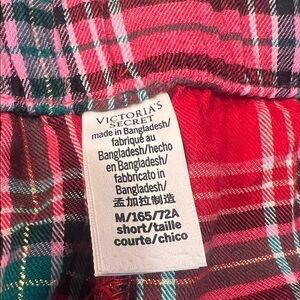 VICTORIA'S
SECRET
made in Bangladesh/
fabriqué au
Bangladesh/hecho
en Bangladesh/
fabbricato in
Bangladesh/
孟加拉制造
M/165/72A
short/taille
courte/chico